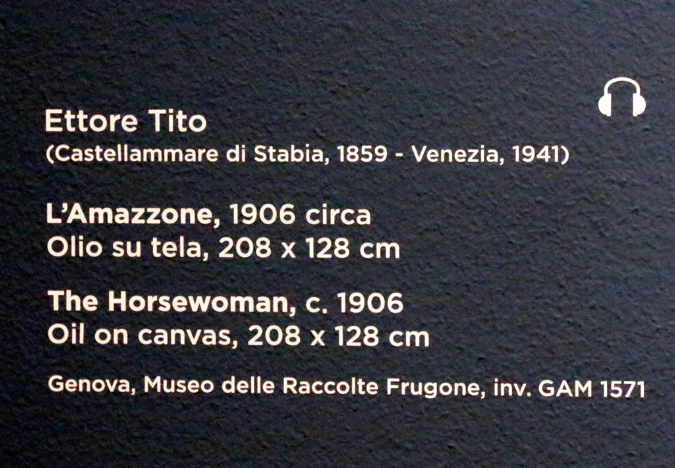 Ettore Tito
(Castellammare di Stabia, 1859 - Venezia, 1941)
L’Amazzone, 1906 circa
Olio su tela, 208 x 128 cm
The Horsewoman, c. 1906
Oil on canvas, 208 x 128 cm
Genova, Museo delle Raccolte Frugone, inv. GAM 1571